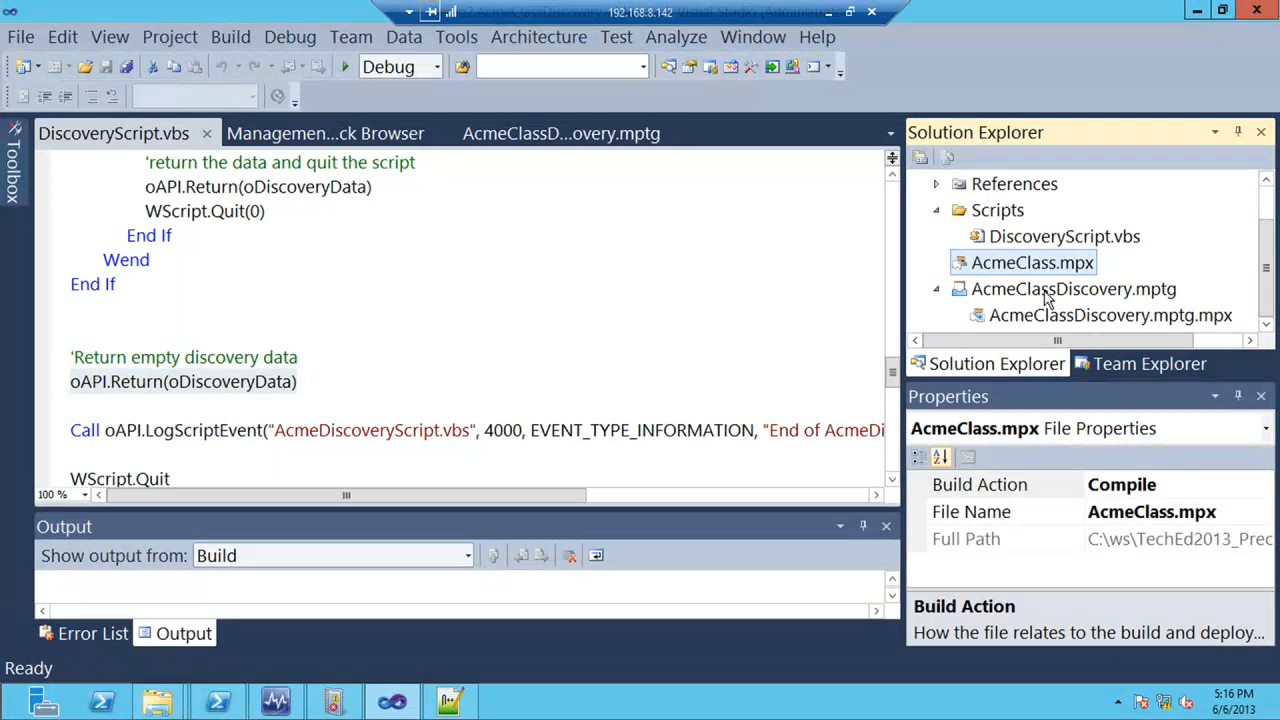 192.168.8.142
File Edit View Project Build Debug Team Data Tools Architecture Test Analyze Window Help
Debug
Toolbox
DiscoveryScript.vbs
Managemen...ck Browser
AcmeClassD...overy.mptg
'return the data and quit the script
oAPI.Return(oDiscoveryData)
WScript.Quit(0)
End If
Wend
End If
'Return empty discovery data
oAPI.Return(oDiscoveryData)
Call oAPI.LogScriptEvent("AcmeDiscoveryScript.vbs", 4000, EVENT_TYPE_INFORMATION, "End of AcmeDi
WScript.Quit
100 %
Output
Show output from: Build
Error List Output
Solution Explorer
References
Scripts
DiscoveryScript.vbs
AcmeClass.mpx
AcmeClassDiscovery.mptg
AcmeClassDiscovery.mptg.mpx
Solution Explorer Team Explorer
Properties
AcmeClass.mpx File Properties
Build Action Compile
File Name AcmeClass.mpx
Full Path C:\ws\TechEd2013_Prec
Build Action
How the file relates to the build and deploy...
Ready
5:16 PM
6/6/2013